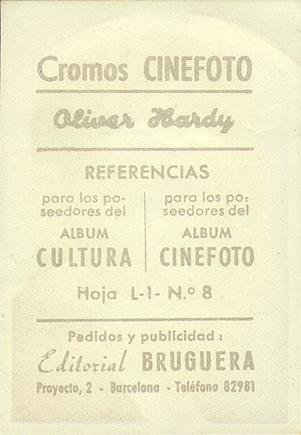 Cromos CINEFOTO
Oliver Hardy
REFERENCIAS
para los po-
seedores del
ALBUM
CULTURA
para los po-
seedores del
ALBUM
CINEFOTO
Hoja L-1- N.º 8
Pedidos y publicidad:
Editorial BRUGUERA
Proyecto, 2 - Barcelona - Teléfono 82981